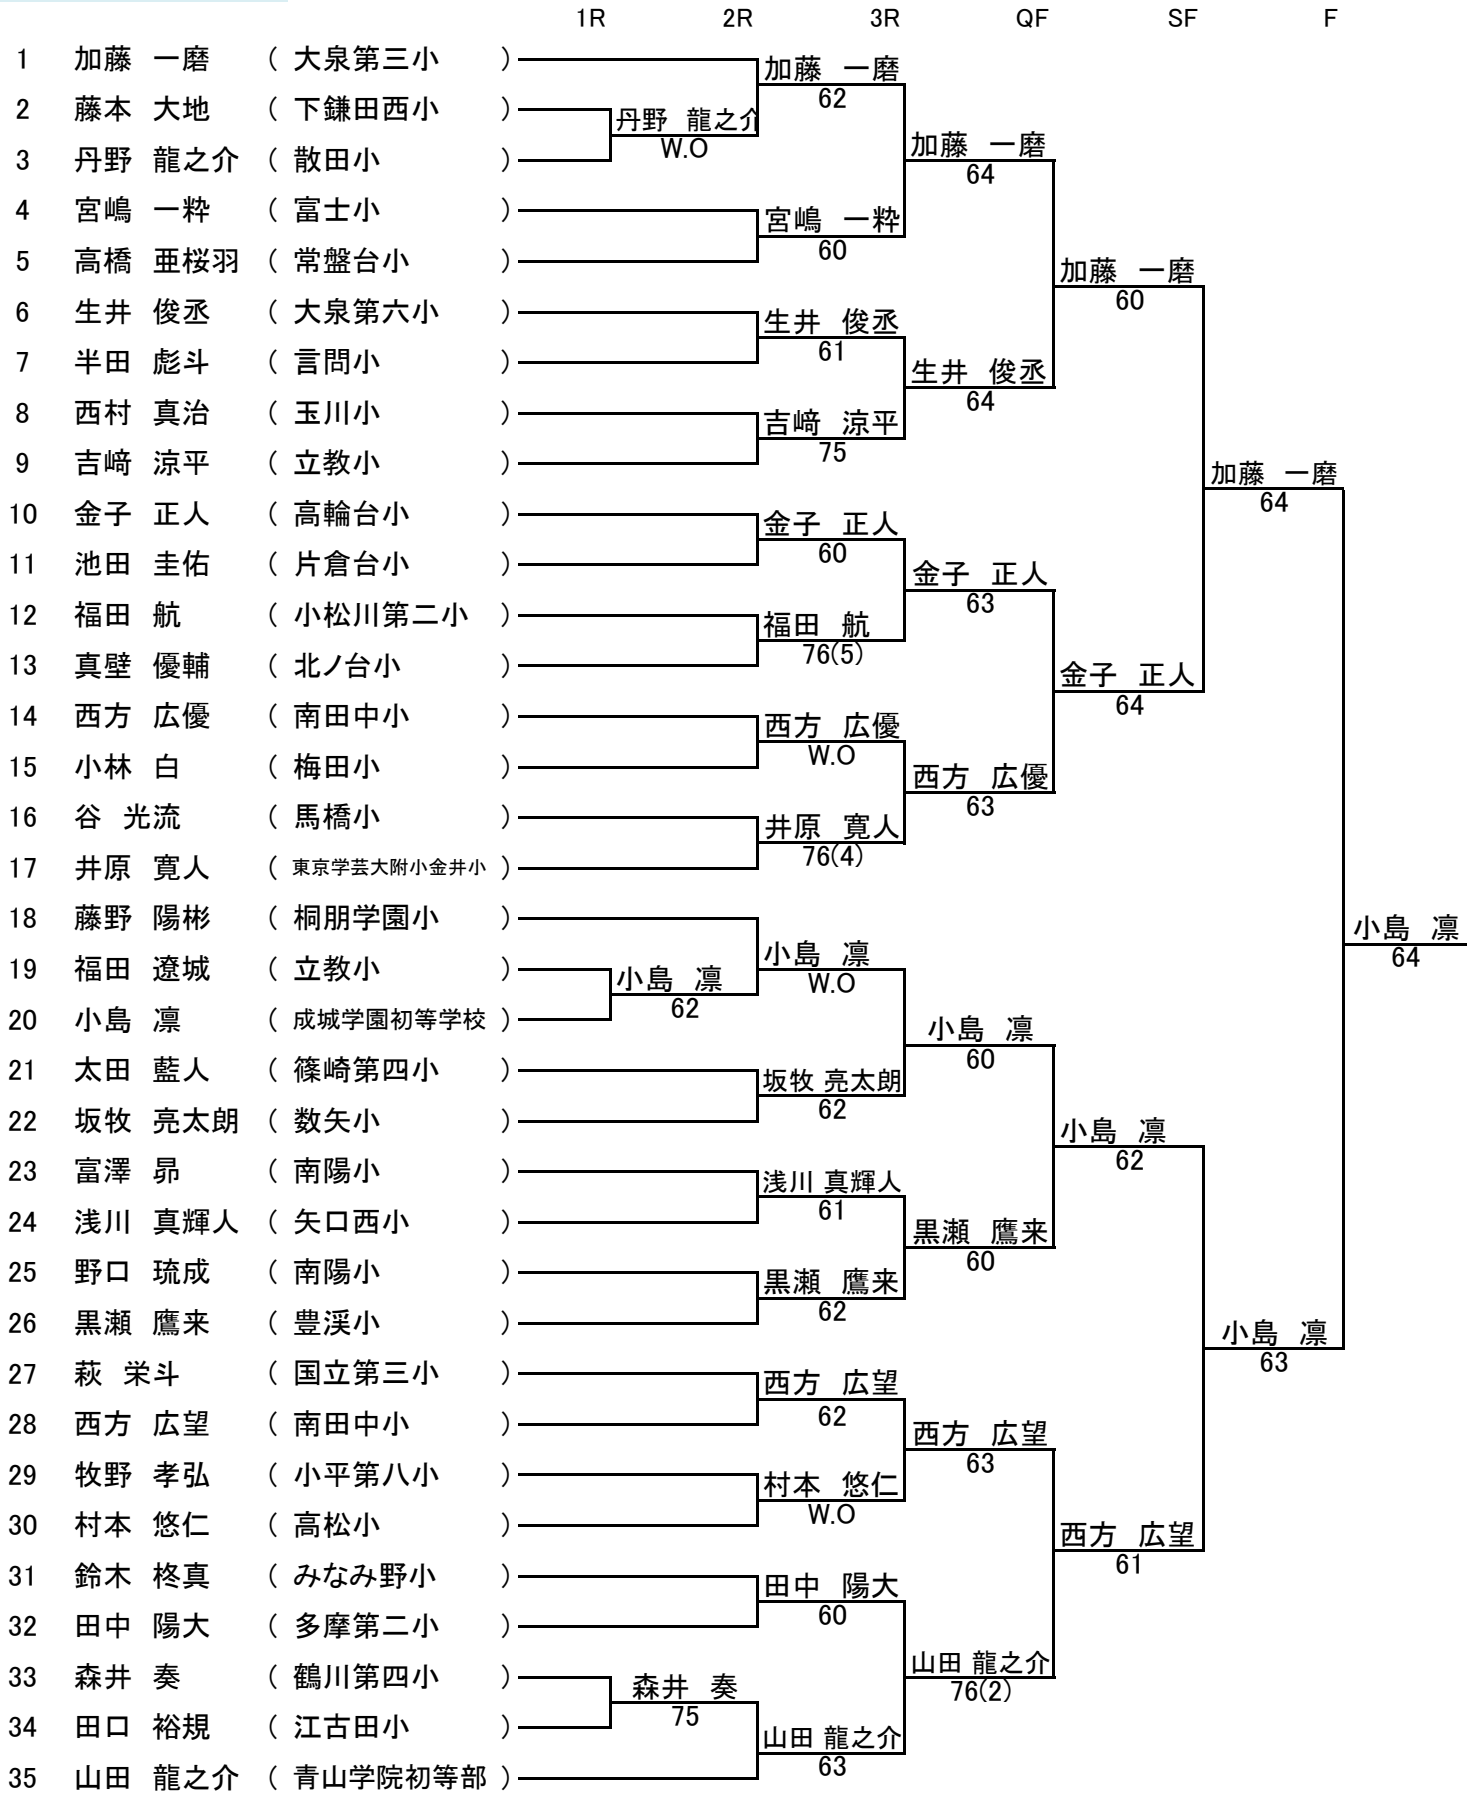 1R 2R 3R QF SF F
1 加藤 一磨 ( 大泉第三小 )
加藤 一磨
62
2 藤本 大地 ( 下鎌田西小 )
丹野 龍之介
W.O
加藤 一磨
64
3 丹野 龍之介 ( 散田小 )
4 宮嶋 一粋 ( 富士小 )
宮嶋 一粋
60
5 高橋 亜桜羽 ( 常盤台小 )
加藤 一磨
60
6 生井 俊丞 ( 大泉第六小 )
生井 俊丞
61
7 半田 彪斗 ( 言問小 )
生井 俊丞
64
8 西村 真治 ( 玉川小 )
吉﨑 涼平
75
9 吉﨑 涼平 ( 立教小 )
加藤 一磨
64
10 金子 正人 ( 高輪台小 )
金子 正人
60
11 池田 圭佑 ( 片倉台小 )
金子 正人
63
12 福田 航 ( 小松川第二小 )
福田 航
76(5)
13 真壁 優輔 ( 北ノ台小 )
金子 正人
64
14 西方 広優 ( 南田中小 )
西方 広優
W.O
15 小林 白 ( 梅田小 )
西方 広優
63
16 谷 光流 ( 馬橋小 )
井原 寛人
76(4)
17 井原 寛人 ( 東京学芸大附小金井小 )
18 藤野 陽彬 ( 桐朋学園小 )
小島 凛
64
小島 凛
W.O
19 福田 遼城 ( 立教小 )
小島 凛
62
20 小島 凛 ( 成城学園初等学校 )
小島 凛
60
21 太田 藍人 ( 篠崎第四小 )
坂牧 亮太朗
62
22 坂牧 亮太朗 ( 数矢小 )
小島 凛
62
23 富澤 昴 ( 南陽小 )
浅川 真輝人
61
24 浅川 真輝人 ( 矢口西小 )
黒瀬 鷹来
60
25 野口 琉成 ( 南陽小 )
黒瀬 鷹来
62
26 黒瀬 鷹来 ( 豊渓小 )
小島 凛
63
27 萩 栄斗 ( 国立第三小 )
西方 広望
62
28 西方 広望 ( 南田中小 )
西方 広望
63
29 牧野 孝弘 ( 小平第八小 )
村本 悠仁
W.O
30 村本 悠仁 ( 高松小 )
西方 広望
61
31 鈴木 柊真 ( みなみ野小 )
田中 陽大
60
32 田中 陽大 ( 多摩第二小 )
山田 龍之介
76(2)
33 森井 奏 ( 鶴川第四小 )
森井 奏
75
34 田口 裕規 ( 江古田小 )
山田 龍之介
63
35 山田 龍之介 ( 青山学院初等部 )